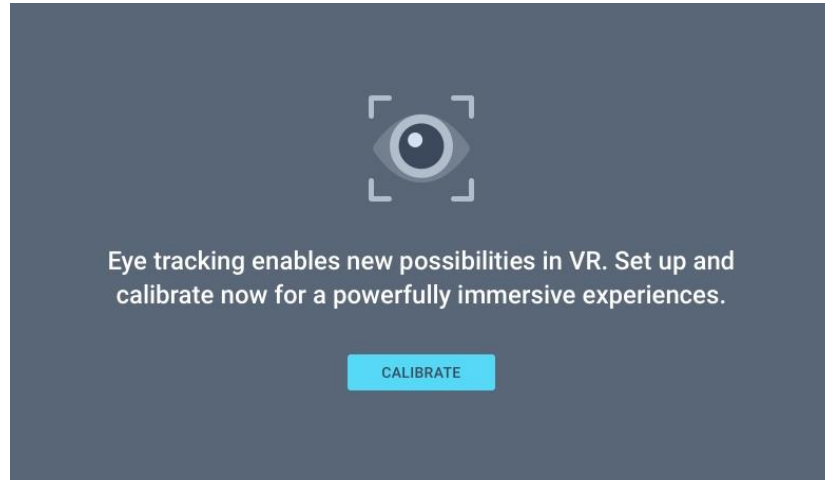 Eye tracking enables new possibilities in VR. Set up and
calibrate now for a powerfully immersive experiences.
CALIBRATE